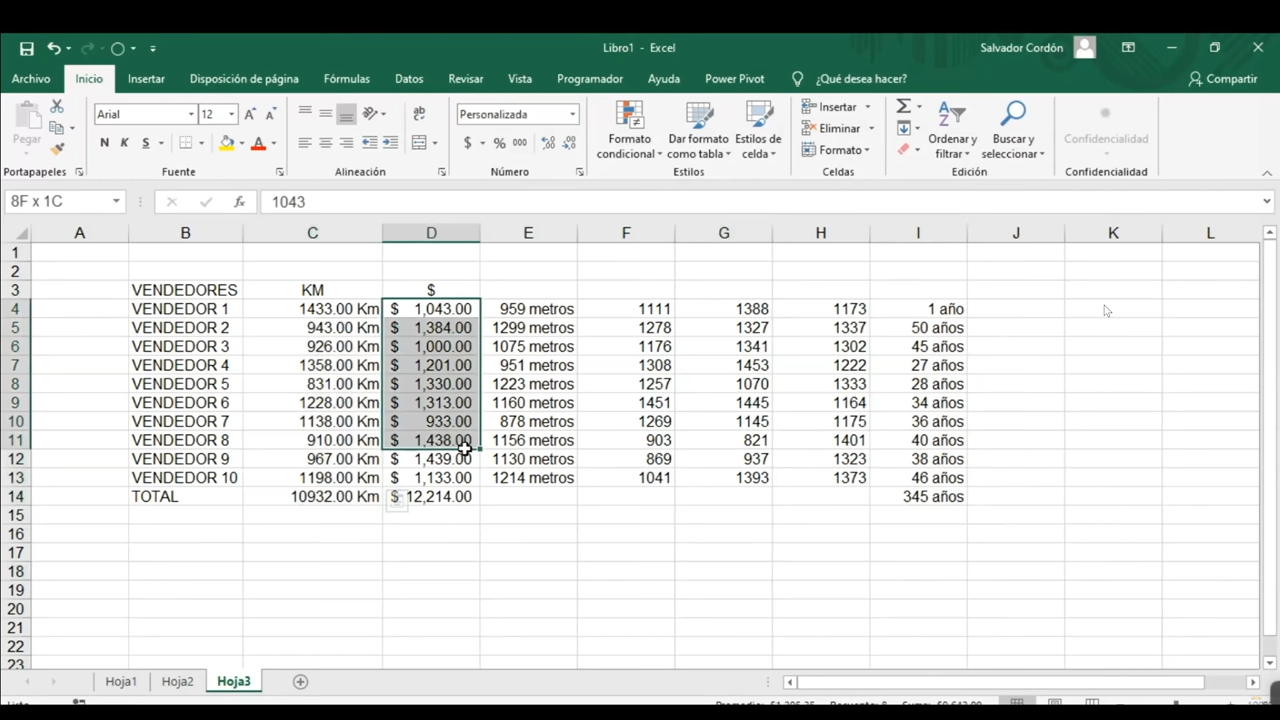 Libro1 - Excel
Salvador Cordón
Archivo Inicio Insertar Disposición de página Fórmulas Datos Revisar Vista Programador Ayuda Power Pivot ¿Qué desea hacer? Compartir
Pegar
Arial 12
N K S
Personalizada
$ % 000
Formato condicional
Dar formato como tabla
Estilos de celda
Insertar
Eliminar
Formato
Ordenar y filtrar
Buscar y seleccionar
Confidencialidad
Portapapeles Fuente Alineación Número Estilos Celdas Edición Confidencialidad
8F x 1C fx 1043
A B C D E F G H I J K L
1
2
3 VENDEDORES KM $
4 VENDEDOR 1 1433.00 Km $ 1,043.00 959 metros 1111 1388 1173 1 año
5 VENDEDOR 2 943.00 Km $ 1,384.00 1299 metros 1278 1327 1337 50 años
6 VENDEDOR 3 926.00 Km $ 1,000.00 1075 metros 1176 1341 1302 45 años
7 VENDEDOR 4 1358.00 Km $ 1,201.00 951 metros 1308 1453 1222 27 años
8 VENDEDOR 5 831.00 Km $ 1,330.00 1223 metros 1257 1070 1333 28 años
9 VENDEDOR 6 1228.00 Km $ 1,313.00 1160 metros 1451 1445 1164 34 años
10 VENDEDOR 7 1138.00 Km $ 933.00 878 metros 1269 1145 1175 36 años
11 VENDEDOR 8 910.00 Km $ 1,438.00 1156 metros 903 821 1401 40 años
12 VENDEDOR 9 967.00 Km $ 1,439.00 1130 metros 869 937 1323 38 años
13 VENDEDOR 10 1198.00 Km $ 1,133.00 1214 metros 1041 1393 1373 46 años
14 TOTAL 10932.00 Km $ 12,214.00 345 años
15
16
17
18
19
20
21
22
23
Hoja1 Hoja2 Hoja3